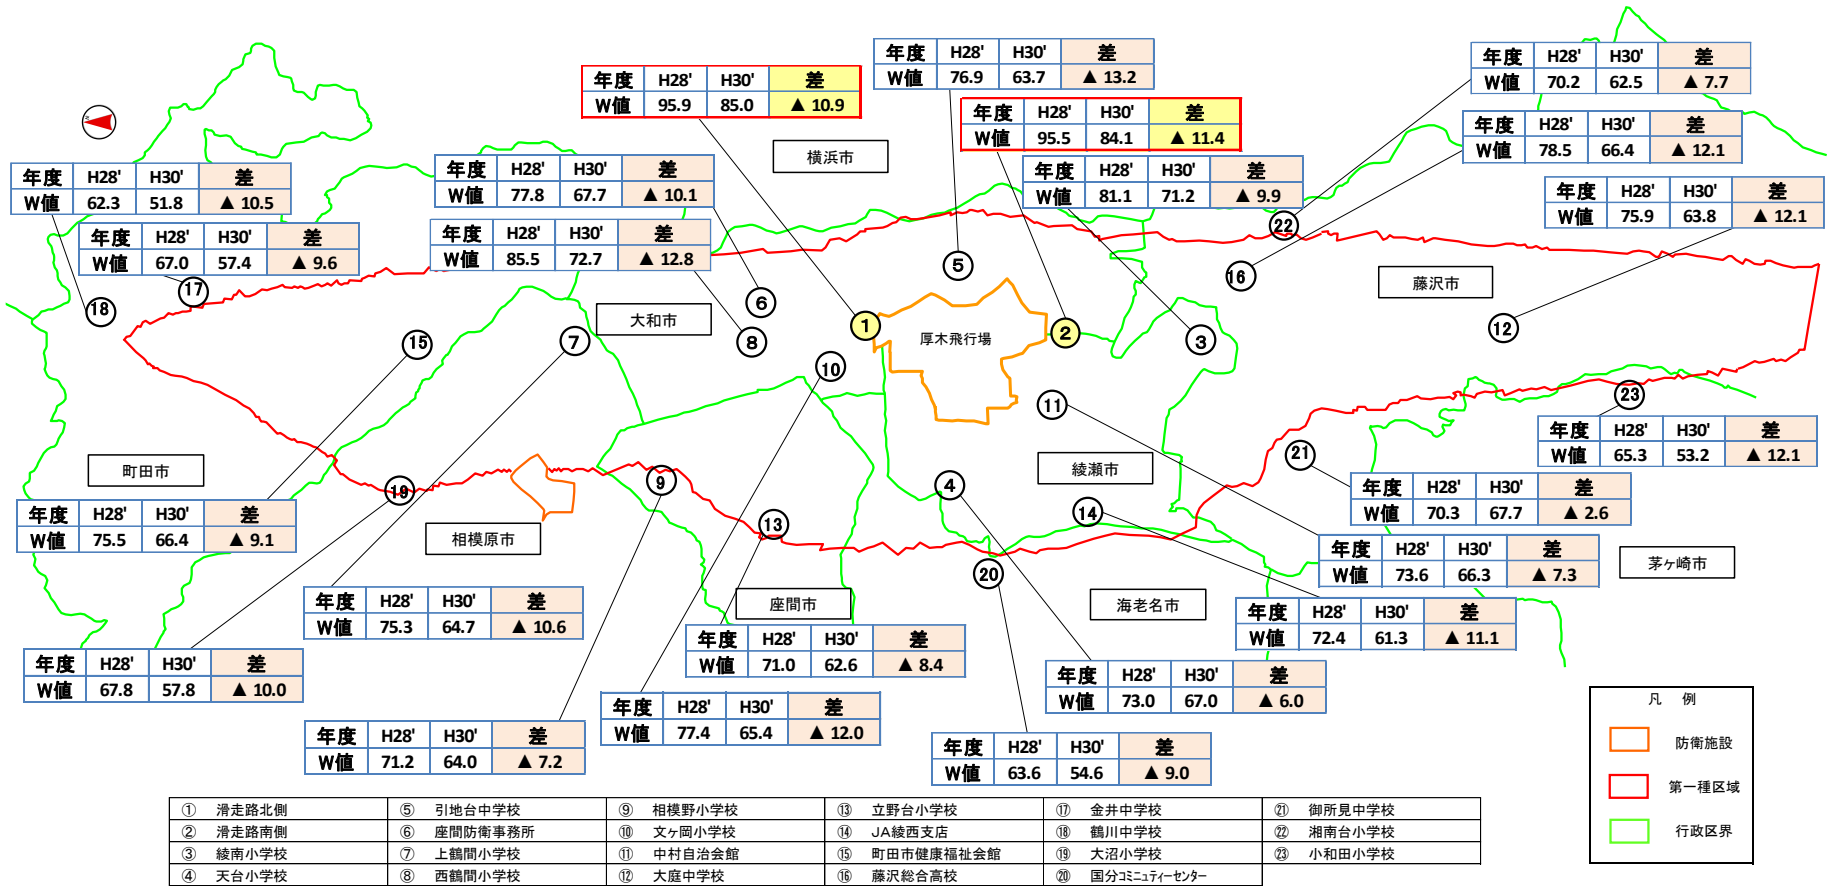 年度 H28' H30' 差
W値 76.9 63.7 ▲ 13.2
年度 H28' H30' 差
W値 70.2 62.5 ▲ 7.7
年度 H28' H30' 差
W値 95.9 85.0 ▲ 10.9
年度 H28' H30' 差
W値 95.5 84.1 ▲ 11.4
年度 H28' H30' 差
W値 78.5 66.4 ▲ 12.1
N
横浜市
年度 H28' H30' 差
W値 62.3 51.8 ▲ 10.5
年度 H28' H30' 差
W値 77.8 67.7 ▲ 10.1
年度 H28' H30' 差
W値 81.1 71.2 ▲ 9.9
年度 H28' H30' 差
W値 75.9 63.8 ▲ 12.1
年度 H28' H30' 差
W値 67.0 57.4 ▲ 9.6
年度 H28' H30' 差
W値 85.5 72.7 ▲ 12.8
㉒
⑤
⑯
藤沢市
⑰
⑱
⑥
大和市
①
厚木飛行場
②
⑫
⑮
⑦
⑧
③
⑩
⑪
㉓
年度 H28' H30' 差
W値 65.3 53.2 ▲ 12.1
町田市
綾瀬市
㉑
⑲
⑨
④
年度 H28' H30' 差
W値 70.3 67.7 ▲ 2.6
年度 H28' H30' 差
W値 75.5 66.4 ▲ 9.1
相模原市
⑬
⑭
年度 H28' H30' 差
W値 73.6 66.3 ▲ 7.3
茅ヶ崎市
⑳
年度 H28' H30' 差
W値 75.3 64.7 ▲ 10.6
座間市
海老名市
年度 H28' H30' 差
W値 72.4 61.3 ▲ 11.1
年度 H28' H30' 差
W値 71.0 62.6 ▲ 8.4
年度 H28' H30' 差
W値 67.8 57.8 ▲ 10.0
年度 H28' H30' 差
W値 73.0 67.0 ▲ 6.0
年度 H28' H30' 差
W値 77.4 65.4 ▲ 12.0
年度 H28' H30' 差
W値 71.2 64.0 ▲ 7.2
年度 H28' H30' 差
W値 63.6 54.6 ▲ 9.0
凡 例
防衛施設
第一種区域
行政区界
① 滑走路北側 ⑤ 引地台中学校 ⑨ 相模野小学校 ⑬ 立野台小学校 ⑰ 金井中学校 ㉑ 御所見中学校
② 滑走路南側 ⑥ 座間防衛事務所 ⑩ 文ヶ岡小学校 ⑭ JA綾西支店 ⑱ 鶴川中学校 ㉒ 湘南台小学校
③ 綾南小学校 ⑦ 上鶴間小学校 ⑪ 中村自治会館 ⑮ 町田市健康福祉会館 ⑲ 大沼小学校 ㉓ 小和田小学校
④ 天台小学校 ⑧ 西鶴間小学校 ⑫ 大庭中学校 ⑯ 藤沢総合高校 ⑳ 国分コミュニティーセンター